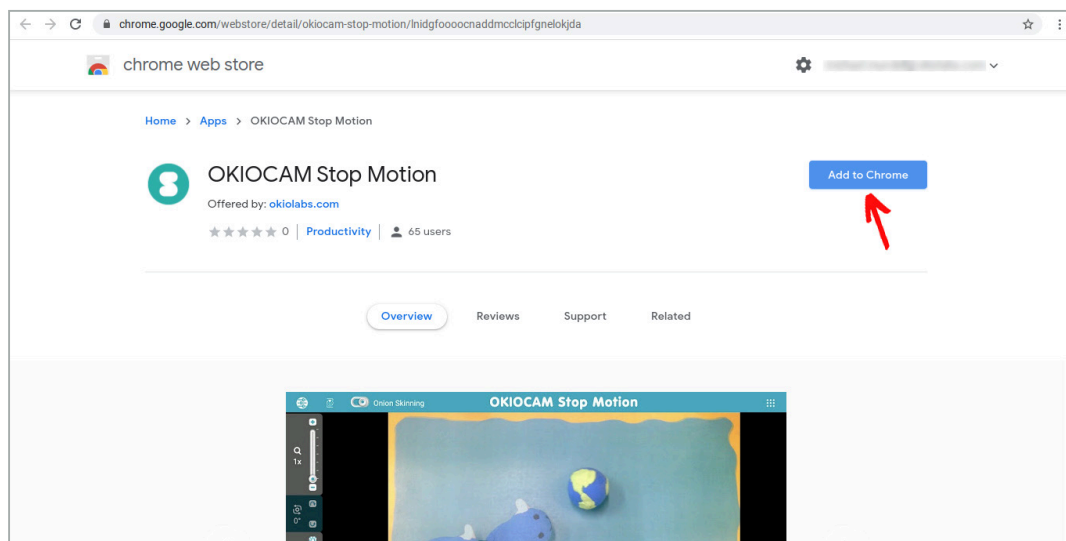 chrome.google.com/webstore/detail/okiocam-stop-motion/lnidgfoooocnaddmcclcipfgnelokjda
chrome web store
Home > Apps > OKIOCAM Stop Motion
OKIOCAM Stop Motion
Add to Chrome
Offered by: okiolabs.com
0 | Productivity | 65 users
Overview Reviews Support Related
Onion Skinning OKIOCAM Stop Motion
1x
0°